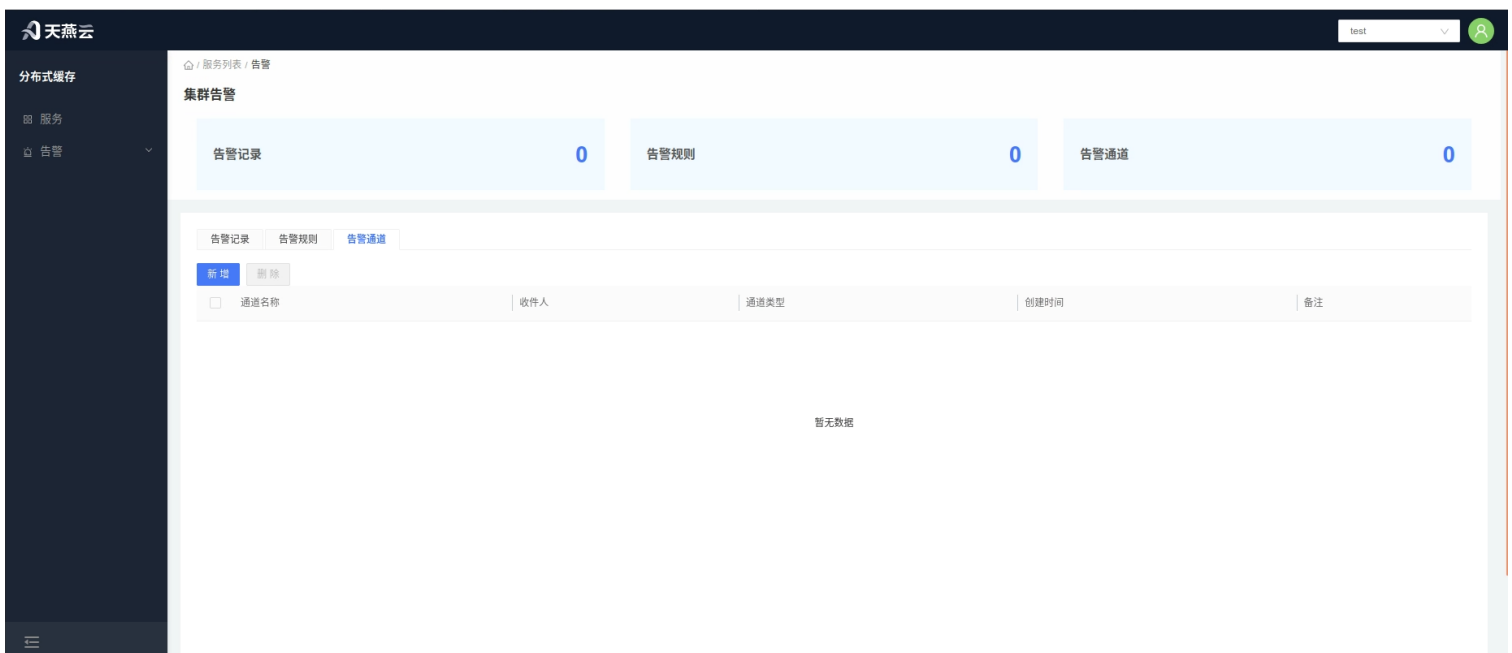 天燕云
test
分布式缓存
服务
告警
/ 服务列表 / 告警
集群告警
告警记录 0
告警规则 0
告警通道 0
告警记录 告警规则 告警通道
新增 删除
通道名称 收件人 通道类型 创建时间 备注
暂无数据